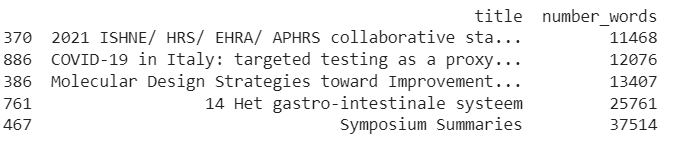 title number_words
370 2021 ISHNE/ HRS/ EHRA/ APHRS collaborative sta... 11468
886 COVID-19 in Italy: targeted testing as a proxy... 12076
386 Molecular Design Strategies toward Improvement... 13407
761 14 Het gastro-intestinale systeem 25761
467 Symposium Summaries 37514